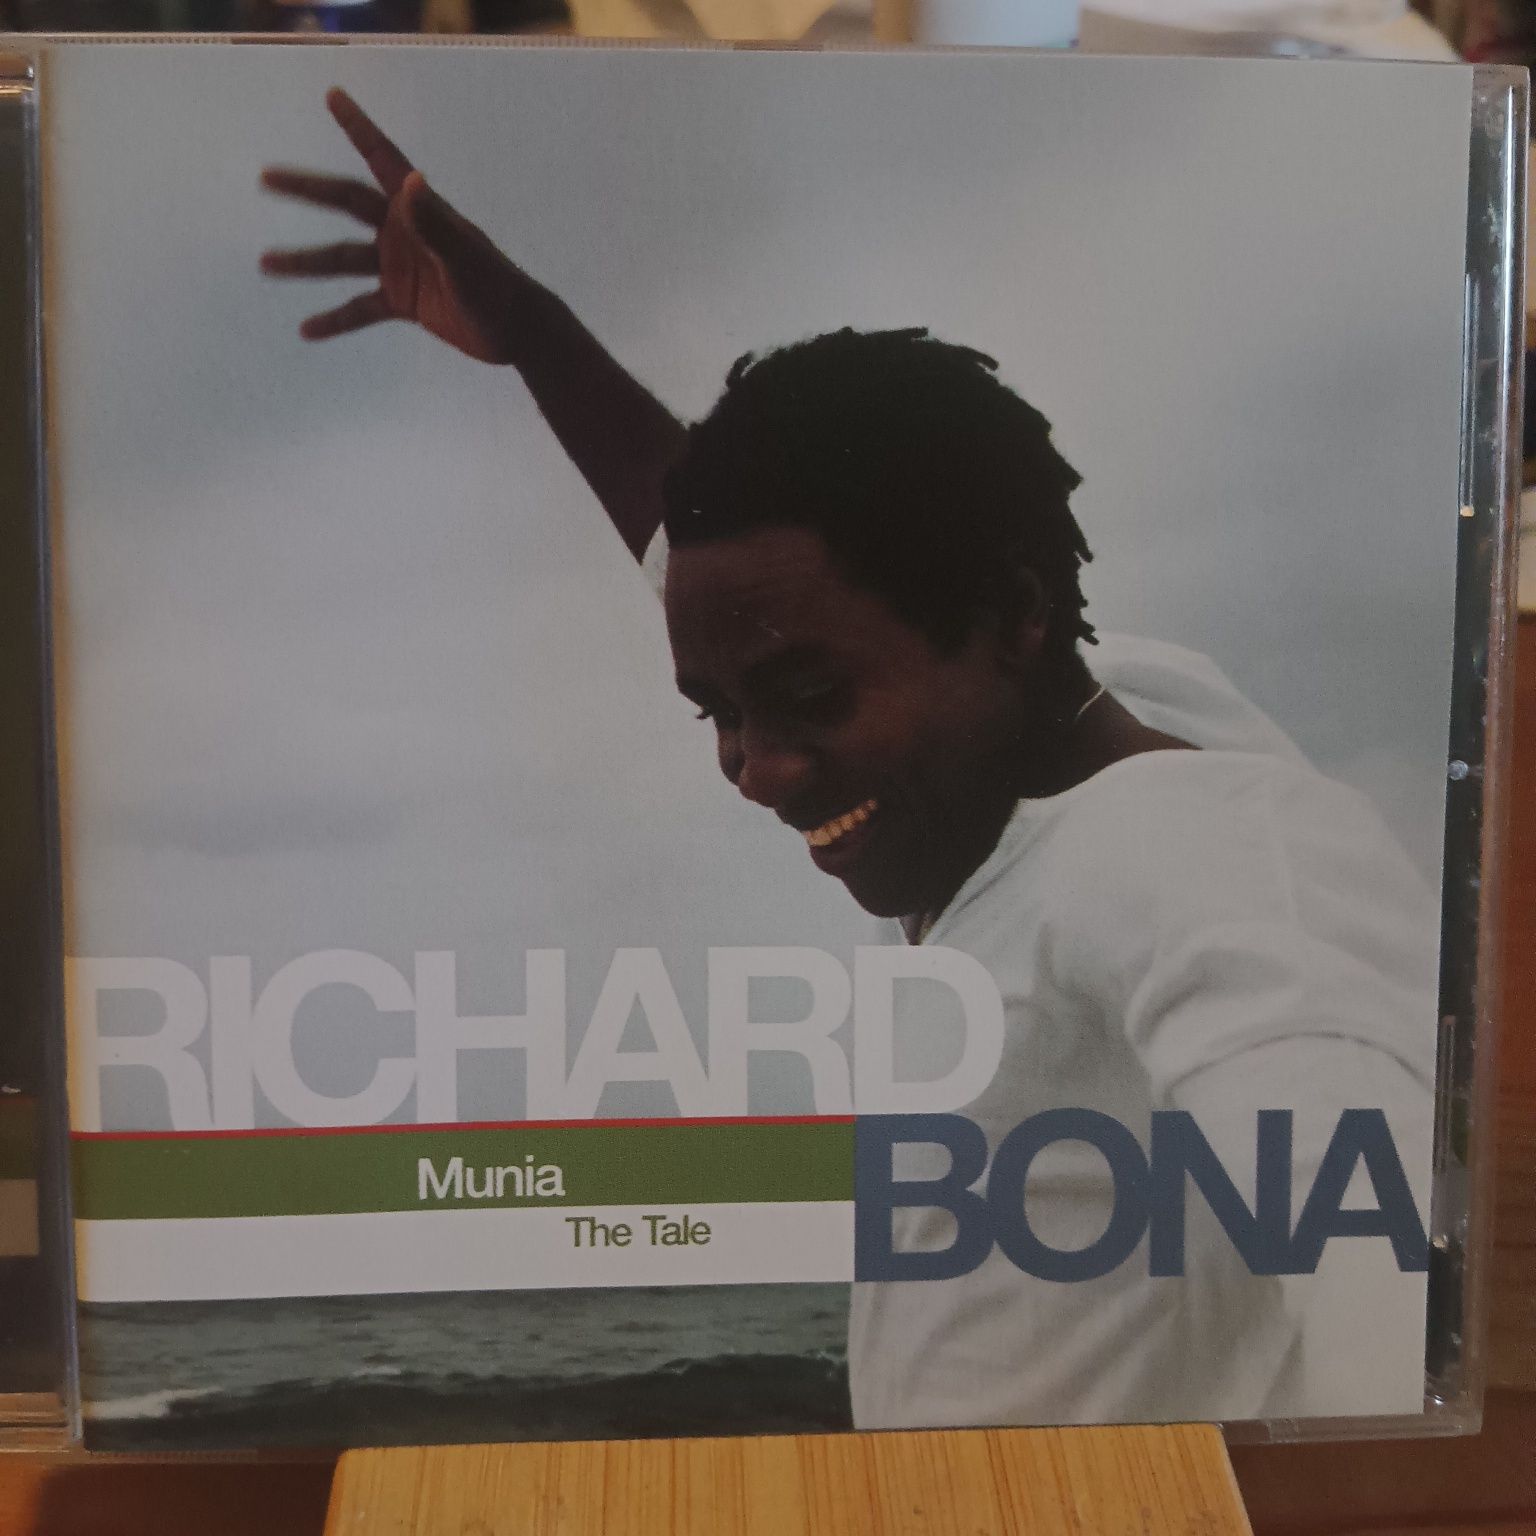 RICHARD
BONA
Munia
The Tale